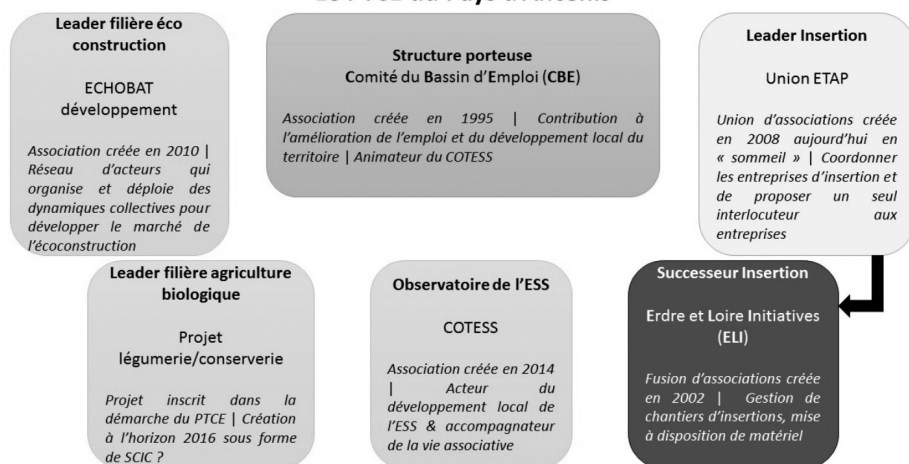 Leader filière éco
construction
ECHOBAT
développement
Association créée en 2010 |
Réseau d'acteurs qui
organise et déploie des
dynamiques collectives pour
développer le marché de
l'écoconstruction
Structure porteuse
Comité du Bassin d'Emploi (CBE)
Association créée en 1995 | Contribution à
l'amélioration de l'emploi et du développement local du
territoire | Animateur du COTESS
Leader Insertion
Union ETAP
Union d'associations créée
en 2008 aujourd'hui en
« sommeil » | Coordonner
les entreprises d'insertion et
de proposer un seul
interlocuteur aux
entreprises
Leader filière agriculture
biologique
Projet
légumerie/conserverie
Projet inscrit dans la
démarche du PTCE | Création
à l'horizon 2016 sous forme
de SCIC ?
Observatoire de l'ESS
COTESS
Association créée en 2014
| Acteur du
développement local de
l'ESS & accompagnateur
de la vie associative
Successeur Insertion
Erdre et Loire Initiatives
(ELI)
Fusion d'associations créée
en 2002 | Gestion de
chantiers d'insertions, mise
à disposition de matériel